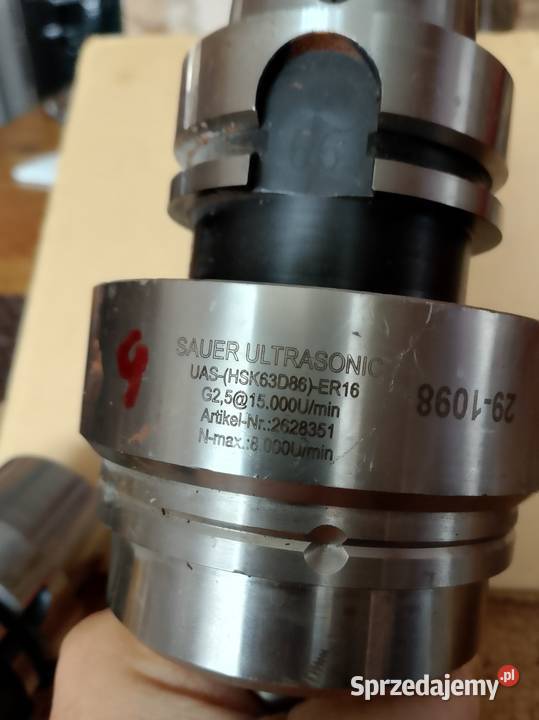 SAUER ULTRASONIC
UAS-(HSK63D86)-ER16
G2,5@15.000U/min
Artikel-Nr.:2628351
N-max.:8.000U/min
29-1098
9
Sprzedajemy.pl